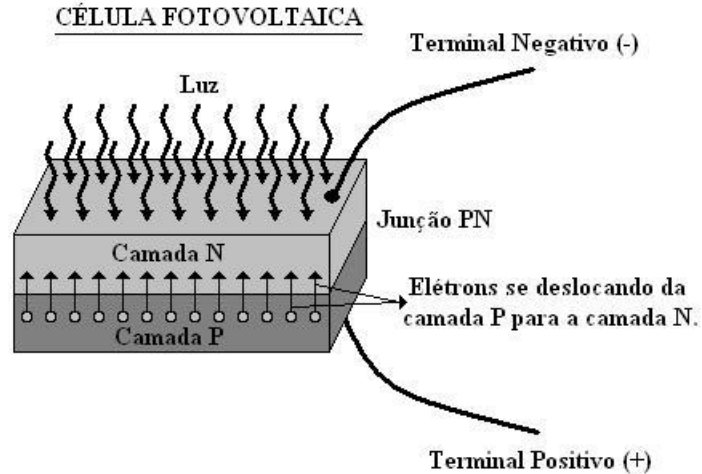 CÉLULA FOTOVOLTAICA
Terminal Negativo (-)
Luz
Junção PN
Camada N
Elétrons se deslocando da
camada P para a camada N.
Camada P
Terminal Positivo (+)